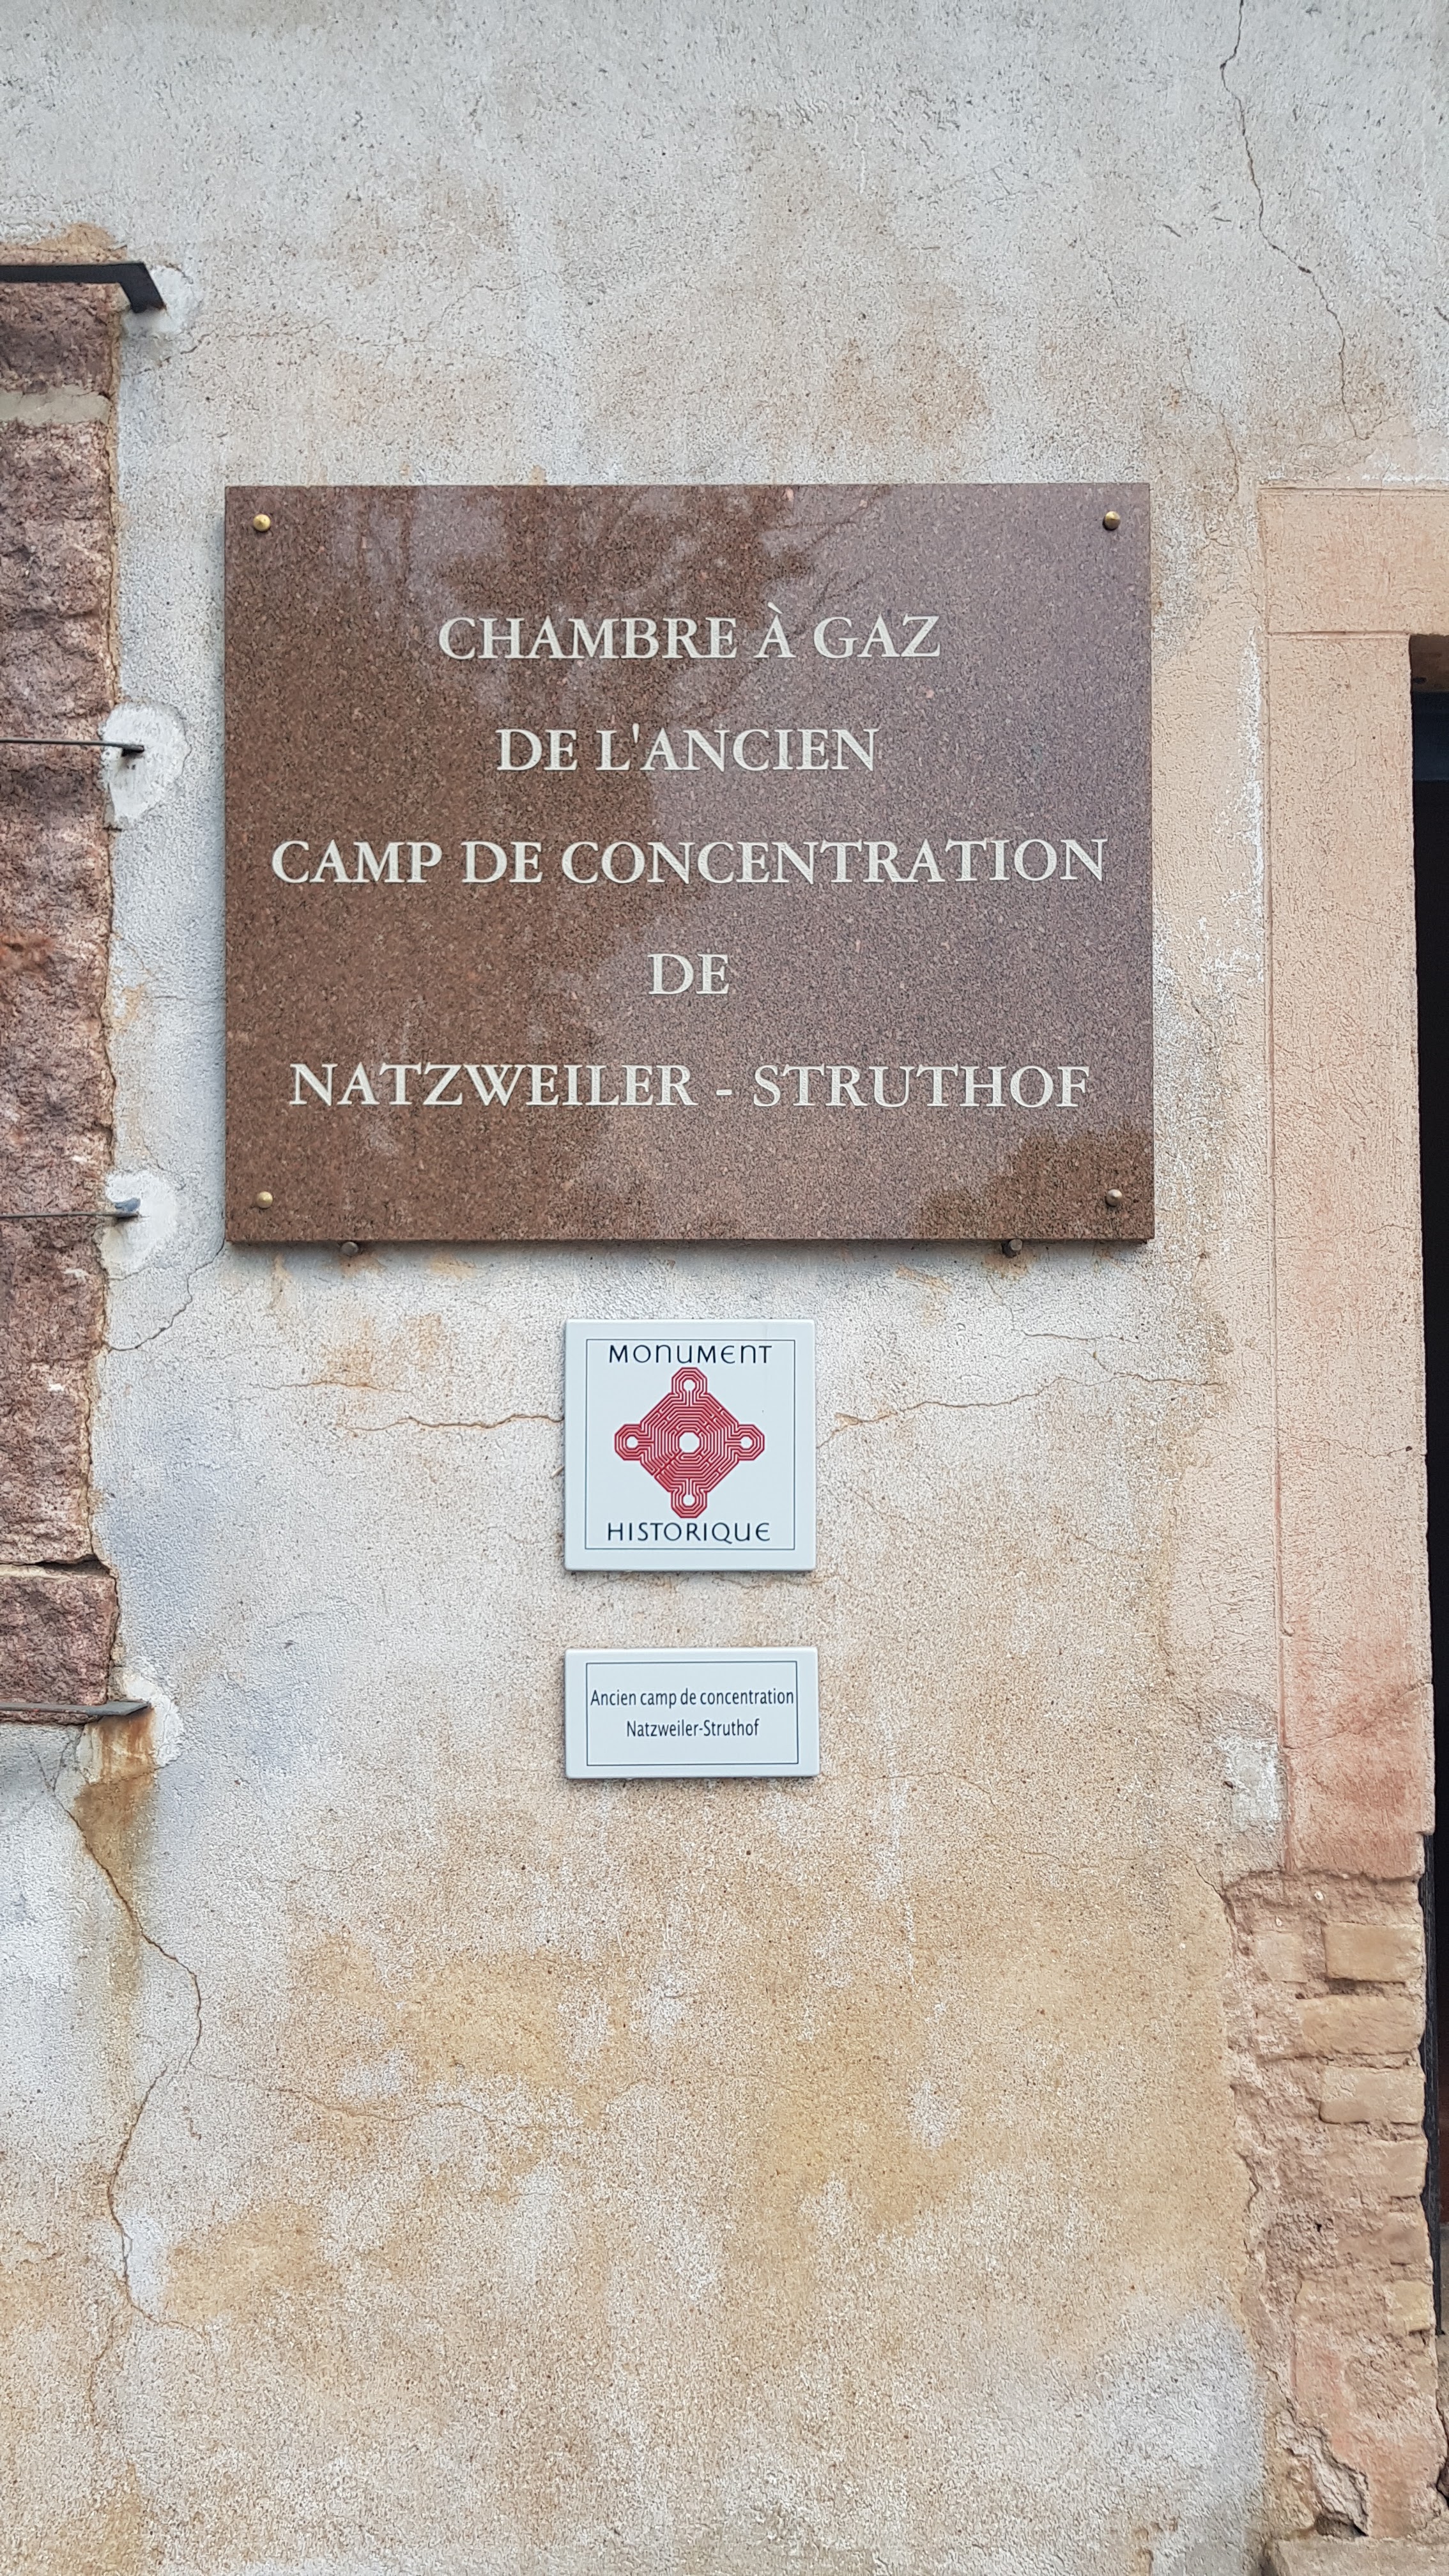 CHAMBRE À GAZ
DE L'ANCIEN
CAMP DE CONCENTRATION
DE
NATZWEILER - STRUTHOF
MONUMENT
HISTORIQUE
Ancien camp de concentration
Natzweiler-Struthof